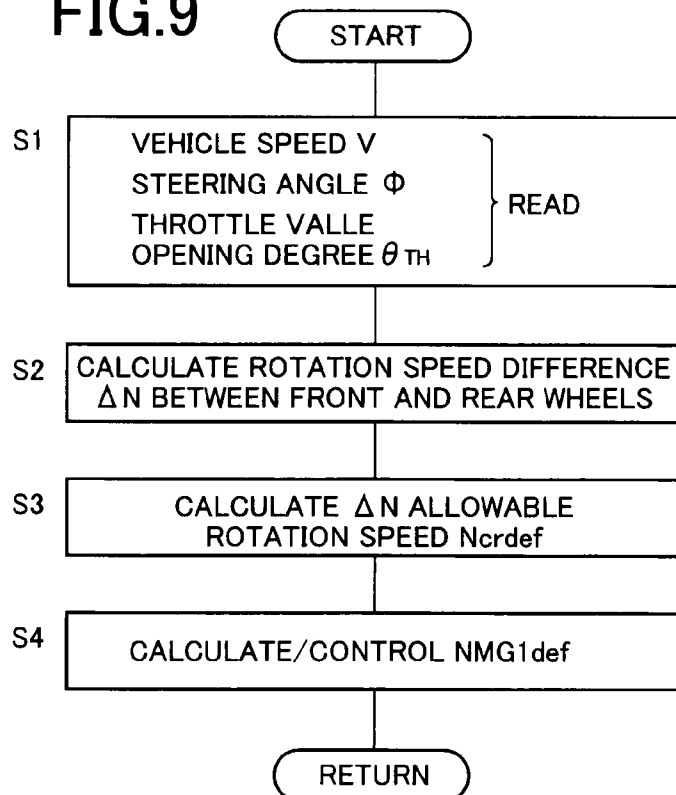 FIG.9
START
S1
VEHICLE SPEED V
STEERING ANGLE Φ
THROTTLE VALLE
OPENING DEGREE θTH
READ
S2
CALCULATE ROTATION SPEED DIFFERENCE
ΔN BETWEEN FRONT AND REAR WHEELS
S3
CALCULATE ΔN ALLOWABLE
ROTATION SPEED Ncrdef
S4
CALCULATE/CONTROL NMG1def
RETURN